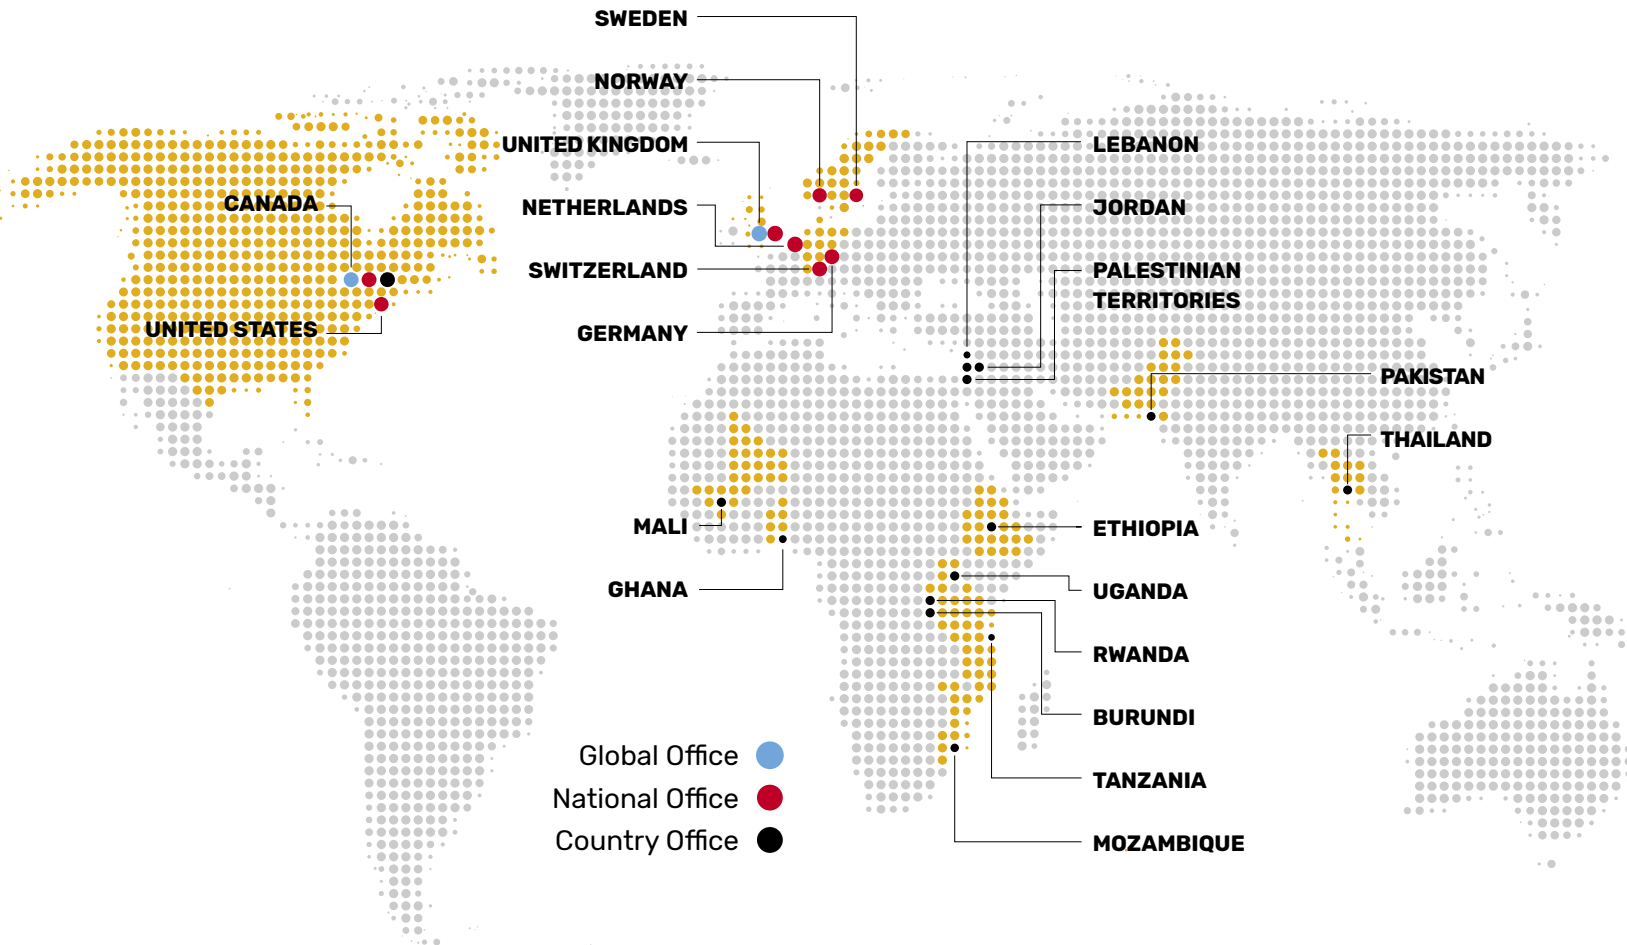 SWEDEN
NORWAY
UNITED KINGDOM
NETHERLANDS
SWITZERLAND
GERMANY
CANADA
UNITED STATES
LEBANON
JORDAN
PALESTINIAN
TERRITORIES
PAKISTAN
THAILAND
MALI
GHANA
ETHIOPIA
UGANDA
RWANDA
BURUNDI
TANZANIA
MOZAMBIQUE
Global Office
National Office
Country Office